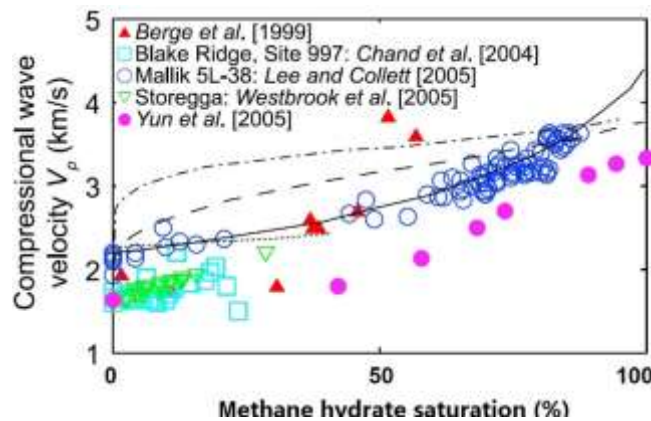 5
Berge et al. [1999]
Blake Ridge, Site 997: Chand et al. [2004]
4
Mallik 5L-38: Lee and Collett [2005]
Storegga: Westbrook et al. [2005]
Yun et al. [2005]
Compressional wave
velocity Vp (km/s)
3
2
1
0
50
100
Methane hydrate saturation (%)